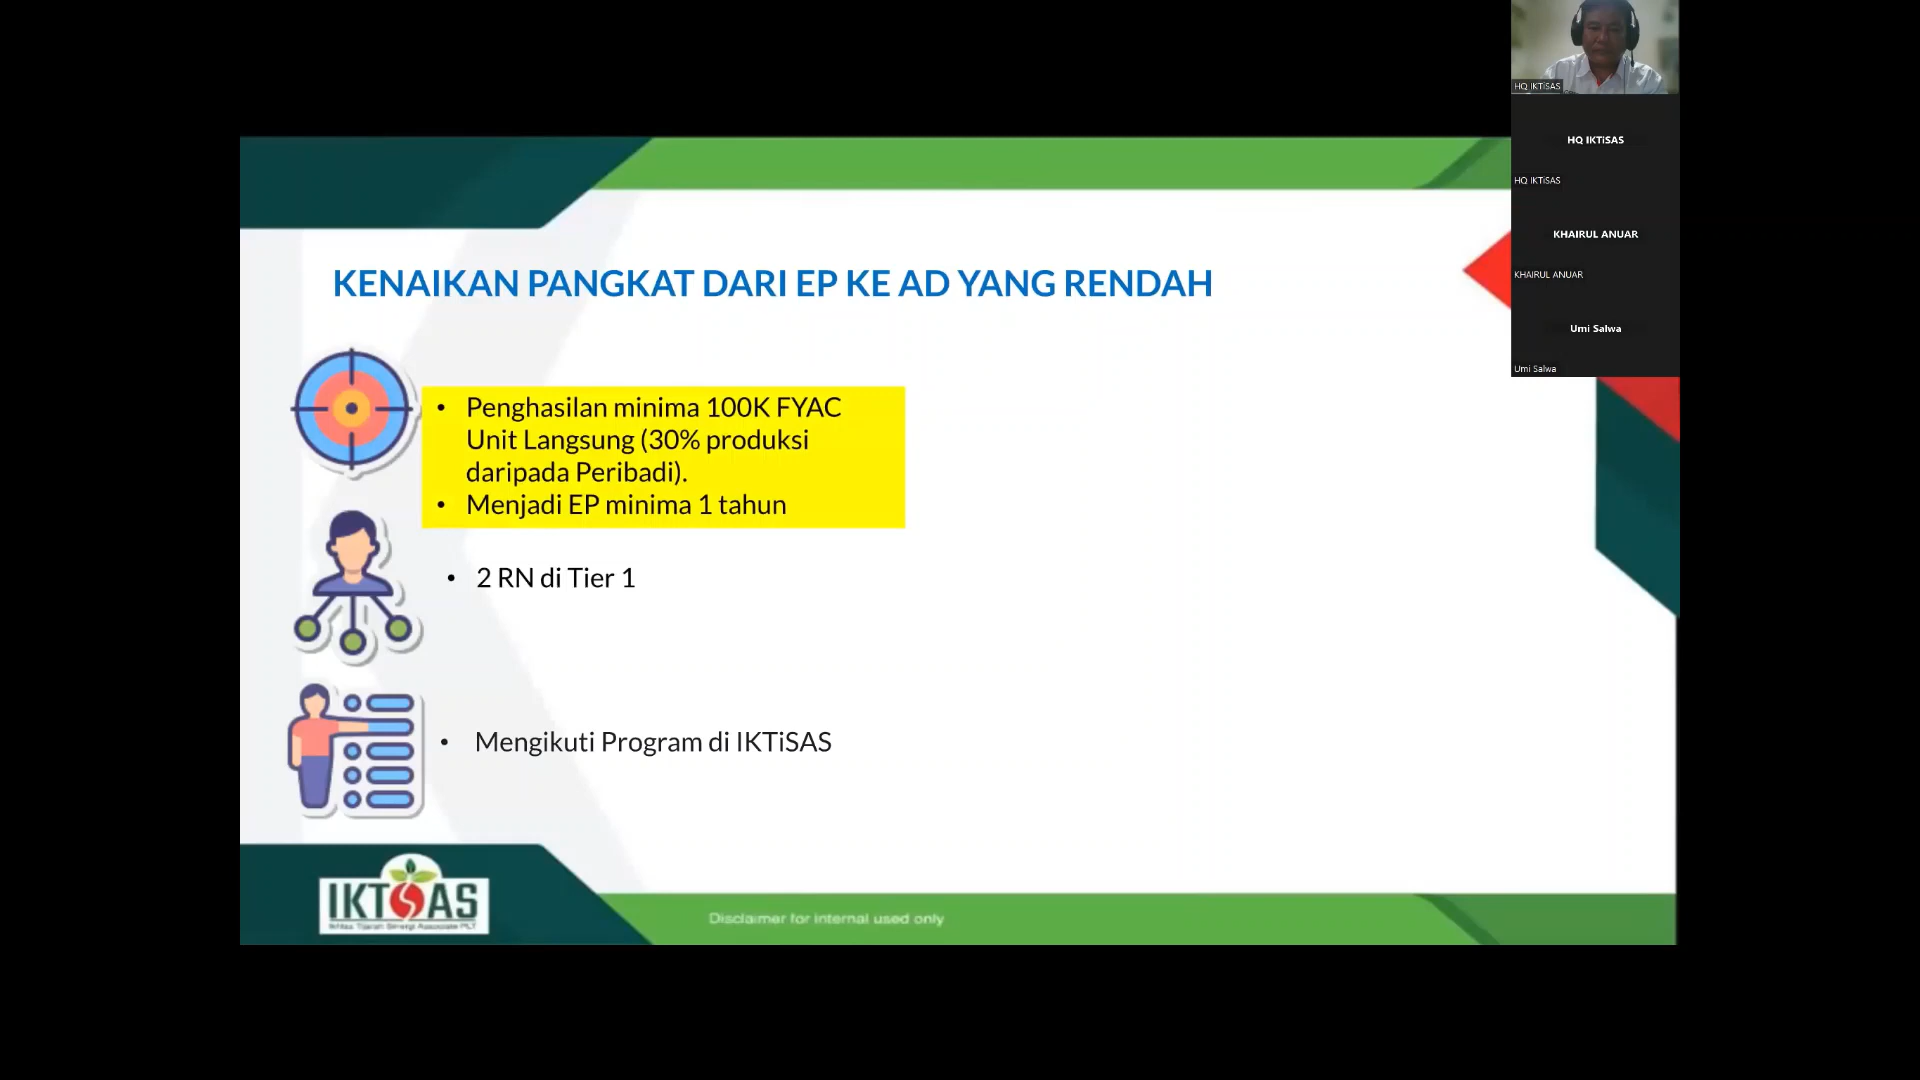 HQ IKTiSAS
HQ IKTiSAS
HQ IKTiSAS
KHAIRUL ANUAR
KHAIRUL ANUAR
Umi Salwa
Umi Salwa
KENAIKAN PANGKAT DARI EP KE AD YANG RENDAH
• Penghasilan minima 100K FYAC
Unit Langsung (30% produksi
daripada Peribadi).
• Menjadi EP minima 1 tahun
• 2 RN di Tier 1
• Mengikuti Program di IKTiSAS
IKTiSAS
Disclaimer for internal used only